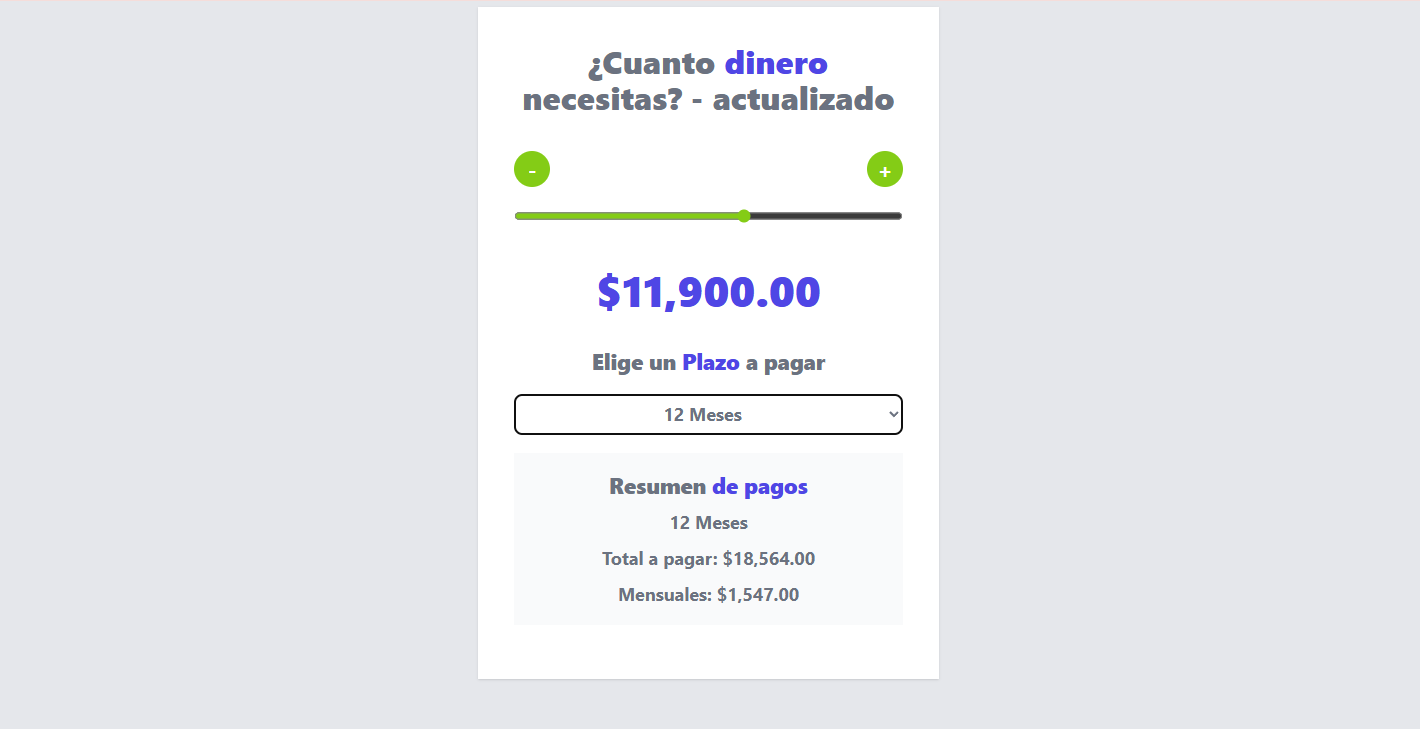 ¿Cuanto dinero
necesitas? - actualizado
- +
$11,900.00
Elige un Plazo a pagar
12 Meses
Resumen de pagos
12 Meses
Total a pagar: $18,564.00
Mensuales: $1,547.00